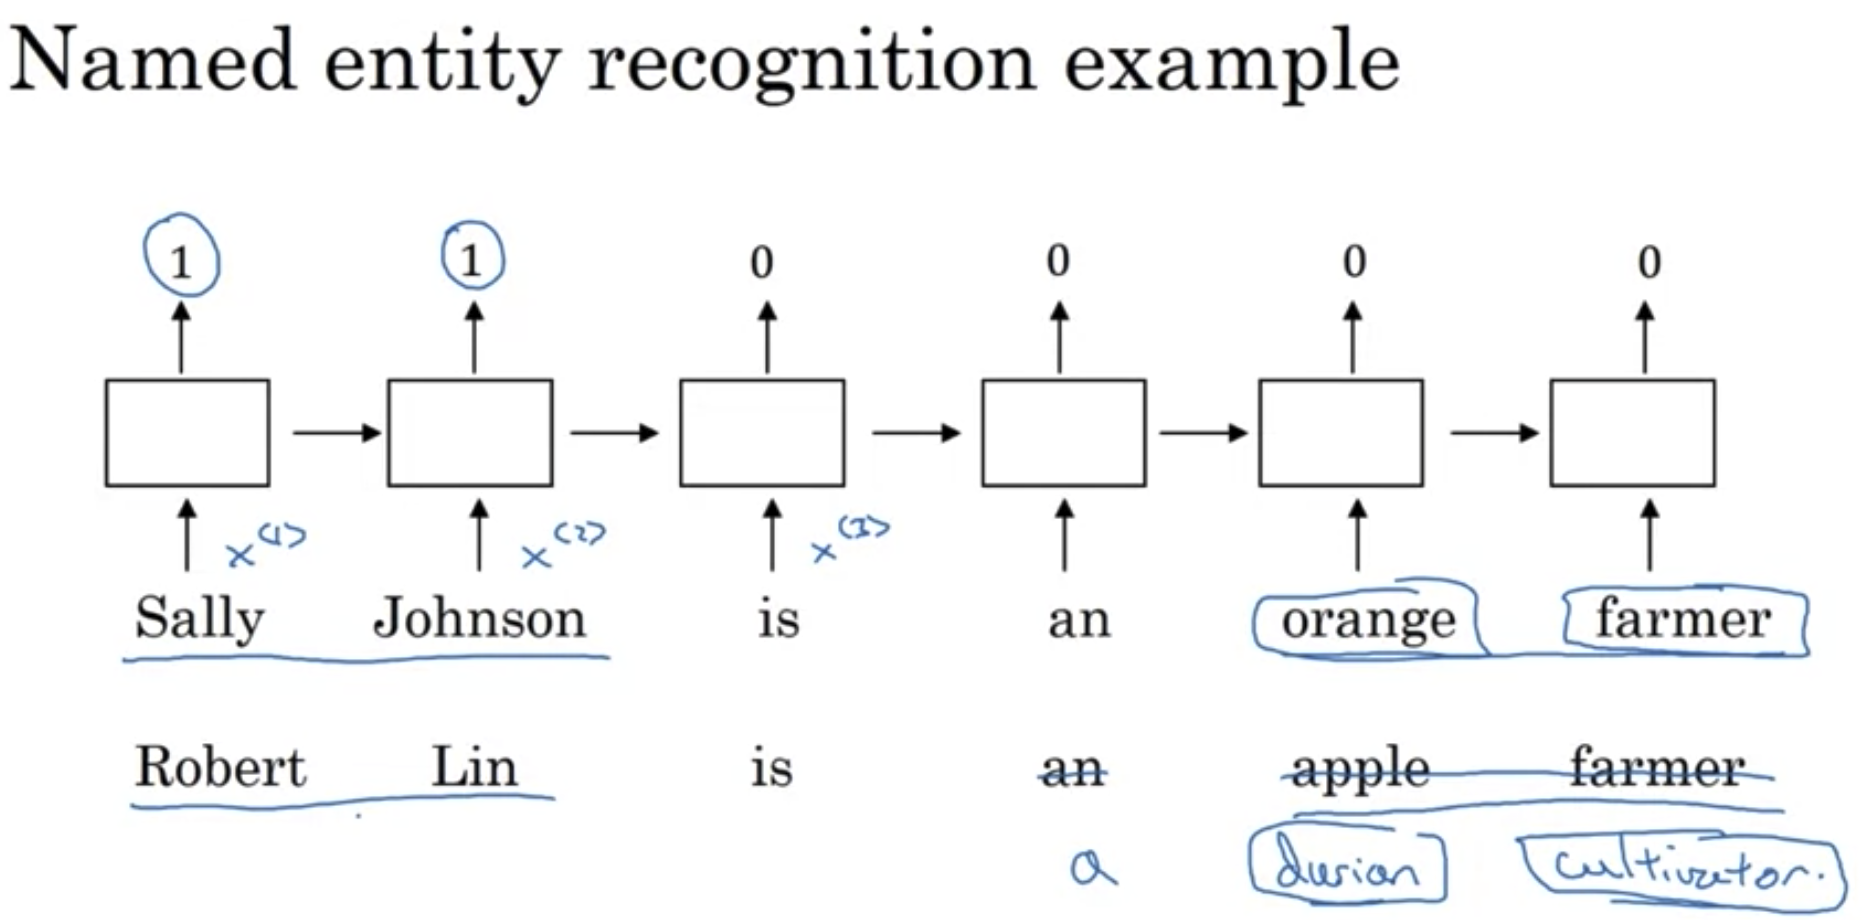 Named entity recognition example
1 1 0 0 0 0
x<1> x<2> x<3>
Sally Johnson is an orange farmer
Robert Lin is an apple farmer
a durian cultivator.